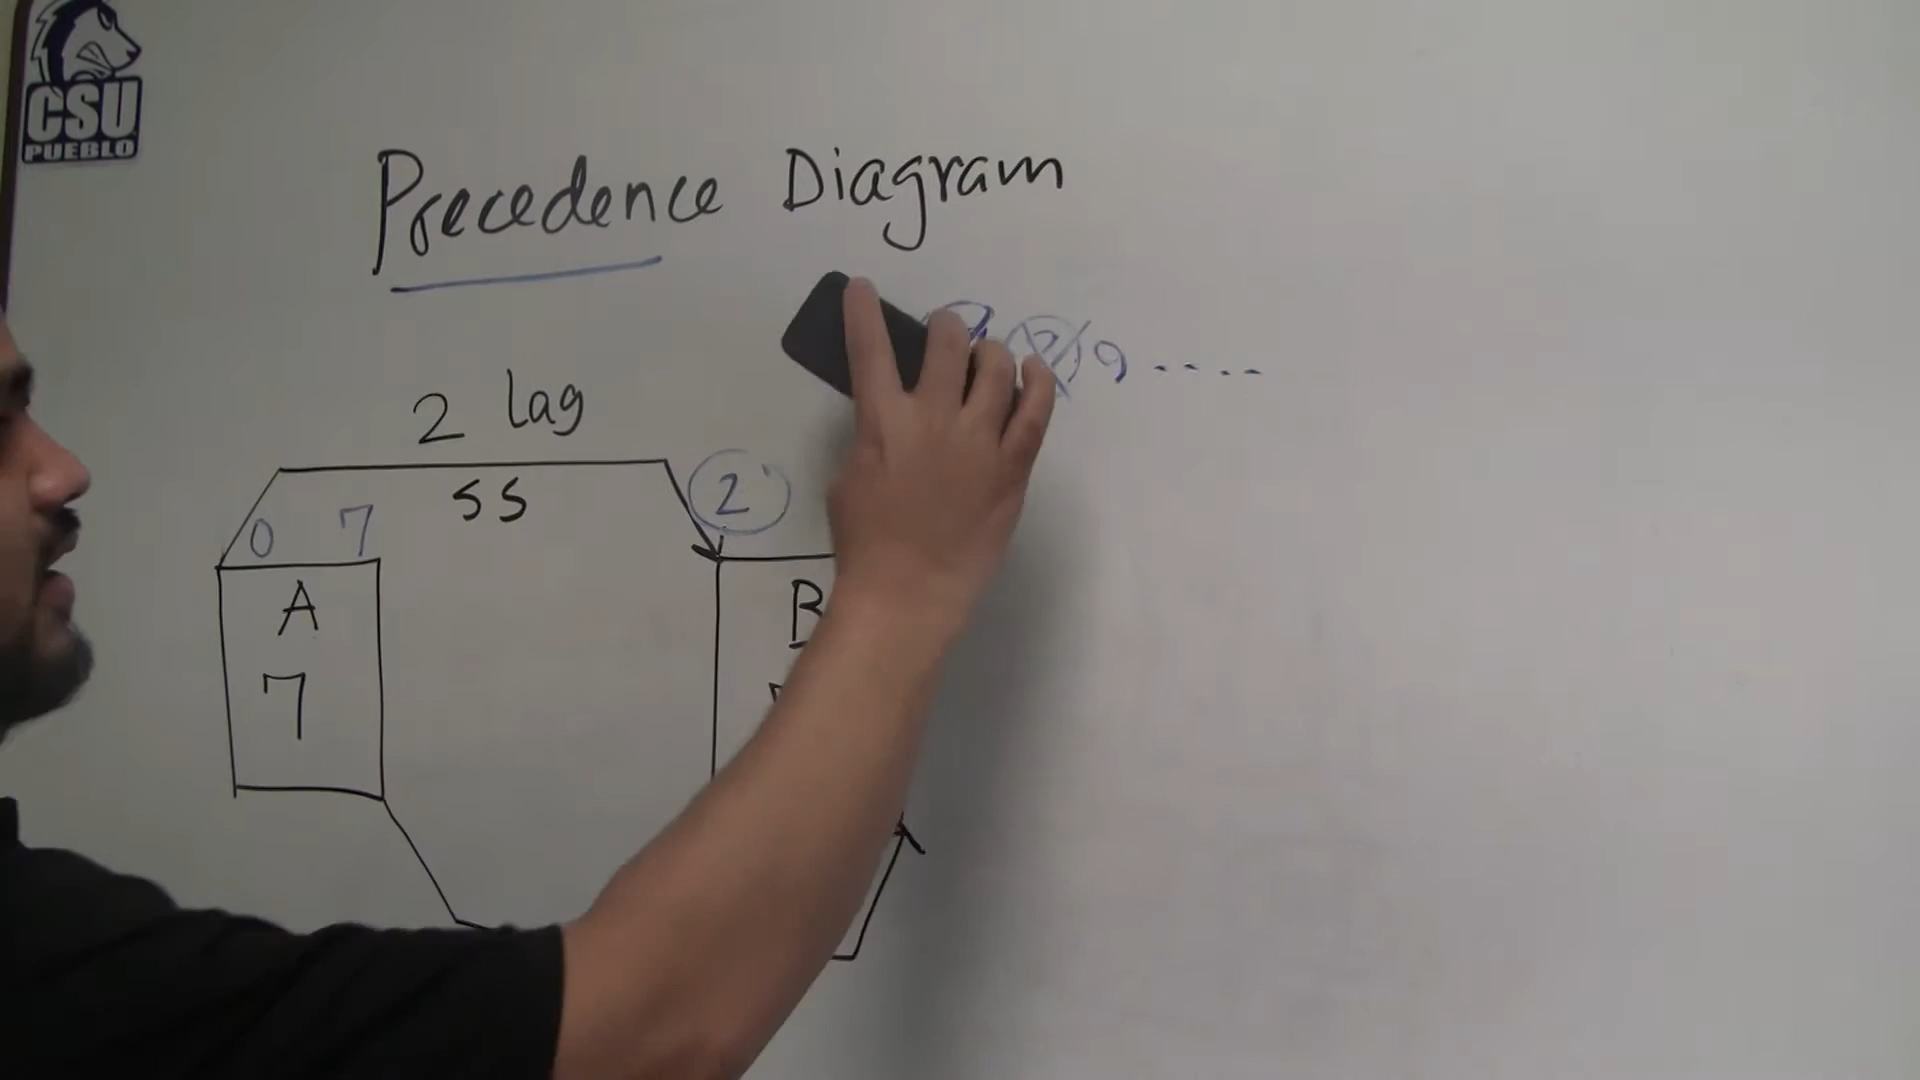 CSU
PUEBLO
Precedence Diagram
9 ....
2 lag
SS
2
0 7
A
B
7